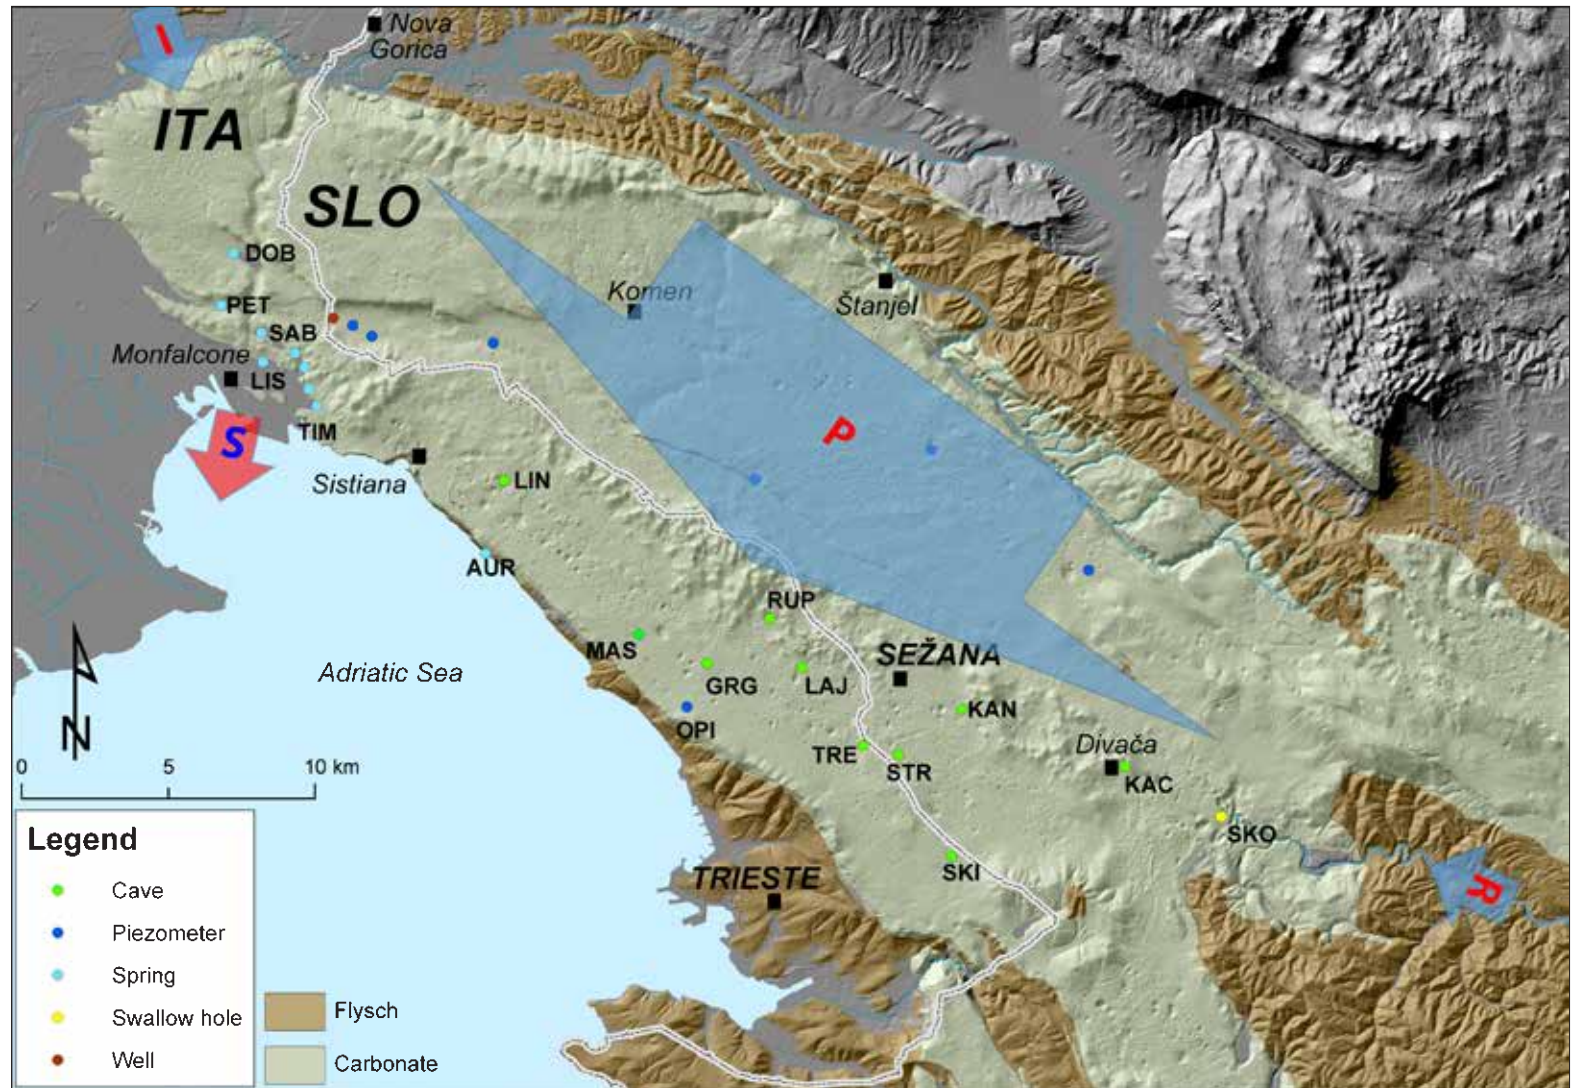 I
Nova
Gorica
ITA
SLO
DOB
Komen
Štanjel
PET
SAB
Monfalcone
LIS
TIM
S
P
Sistiana
LIN
AUR
RUP
MAS
SEŽANA
Adriatic Sea
GRG
LAJ
KAN
OPI
N
TRE
STR
Divača
KAC
0 5 10 km
SKO
SKI
TRIESTE
R
Legend
Cave
Piezometer
Spring
Swallow hole
Well
Flysch
Carbonate